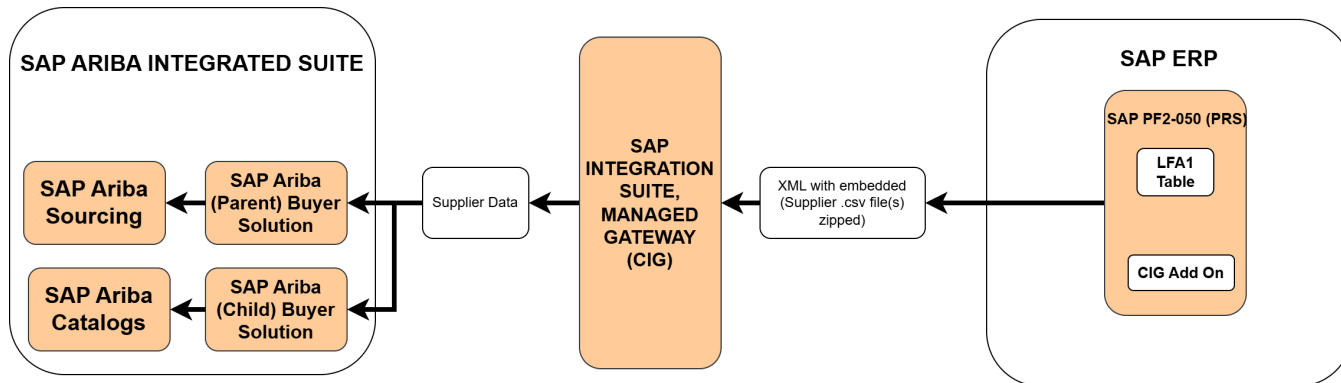 SAP ARIBA INTEGRATED SUITE
SAP Ariba
Sourcing
SAP Ariba
(Parent) Buyer
Solution
SAP Ariba
Catalogs
SAP Ariba
(Child) Buyer
Solution
Supplier Data
SAP
INTEGRATION
SUITE,
MANAGED
GATEWAY
(CIG)
XML with embedded
(Supplier .csv file(s)
zipped)
SAP ERP
SAP PF2-050 (PRS)
LFA1
Table
CIG Add On